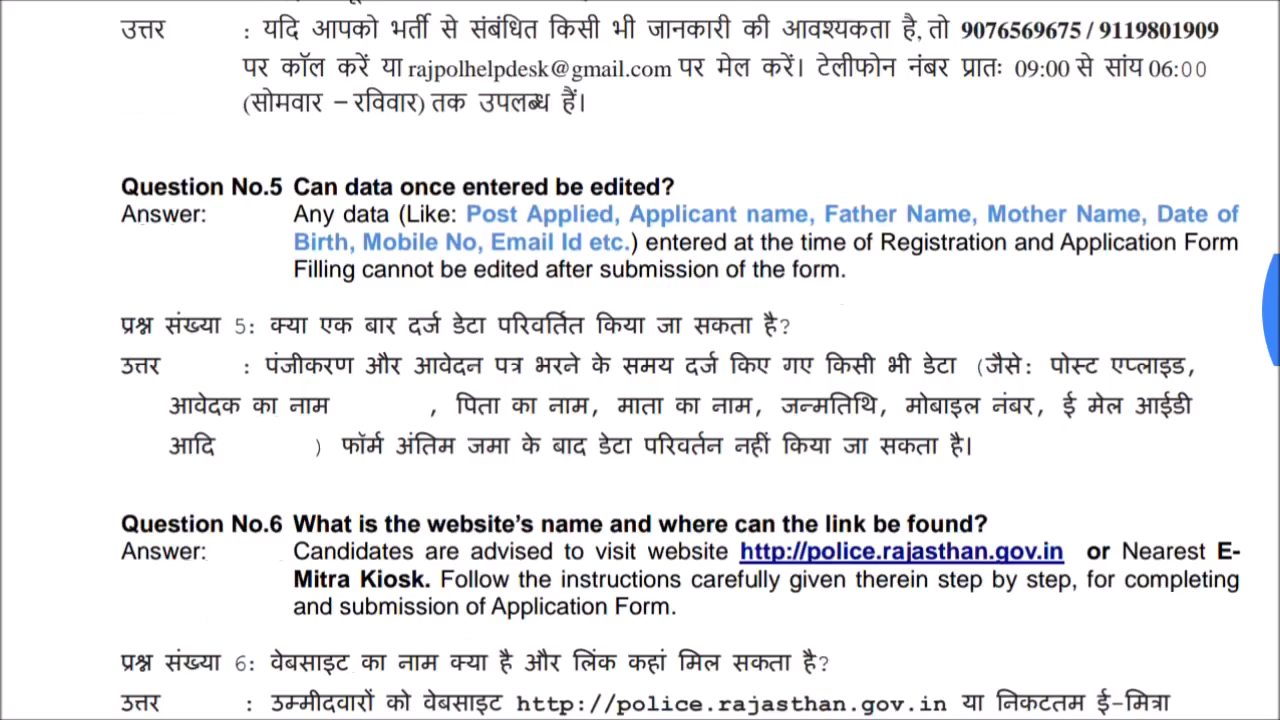 उत्तर : यदि आपको भर्ती से संबंधित किसी भी जानकारी की आवश्यकता है, तो 9076569675 / 9119801909
पर कॉल करें या rajpolhelpdesk@gmail.com पर मेल करें। टेलीफोन नंबर प्रातः 09:00 से सांय 06:00
(सोमवार – रविवार) तक उपलब्ध हैं।
Question No.5 Can data once entered be edited?
Answer: Any data (Like: Post Applied, Applicant name, Father Name, Mother Name, Date of
Birth, Mobile No, Email Id etc.) entered at the time of Registration and Application Form
Filling cannot be edited after submission of the form.
प्रश्न संख्या 5: क्या एक बार दर्ज डेटा परिवर्तित किया जा सकता है?
उत्तर : पंजीकरण और आवेदन पत्र भरने के समय दर्ज किए गए किसी भी डेटा (जैसे: पोस्ट एप्लाइड,
आवेदक का नाम , पिता का नाम, माता का नाम, जन्मतिथि, मोबाइल नंबर, ई मेल आईडी
आदि ) फॉर्म अंतिम जमा के बाद डेटा परिवर्तन नहीं किया जा सकता है।
Question No.6 What is the website’s name and where can the link be found?
Answer: Candidates are advised to visit website http://police.rajasthan.gov.in or Nearest E-
Mitra Kiosk. Follow the instructions carefully given therein step by step, for completing
and submission of Application Form.
प्रश्न संख्या 6: वेबसाइट का नाम क्या है और लिंक कहां मिल सकता है?
उत्तर : उम्मीदवारों को वेबसाइट http://police.rajasthan.gov.in या निकटतम ई-मित्रा